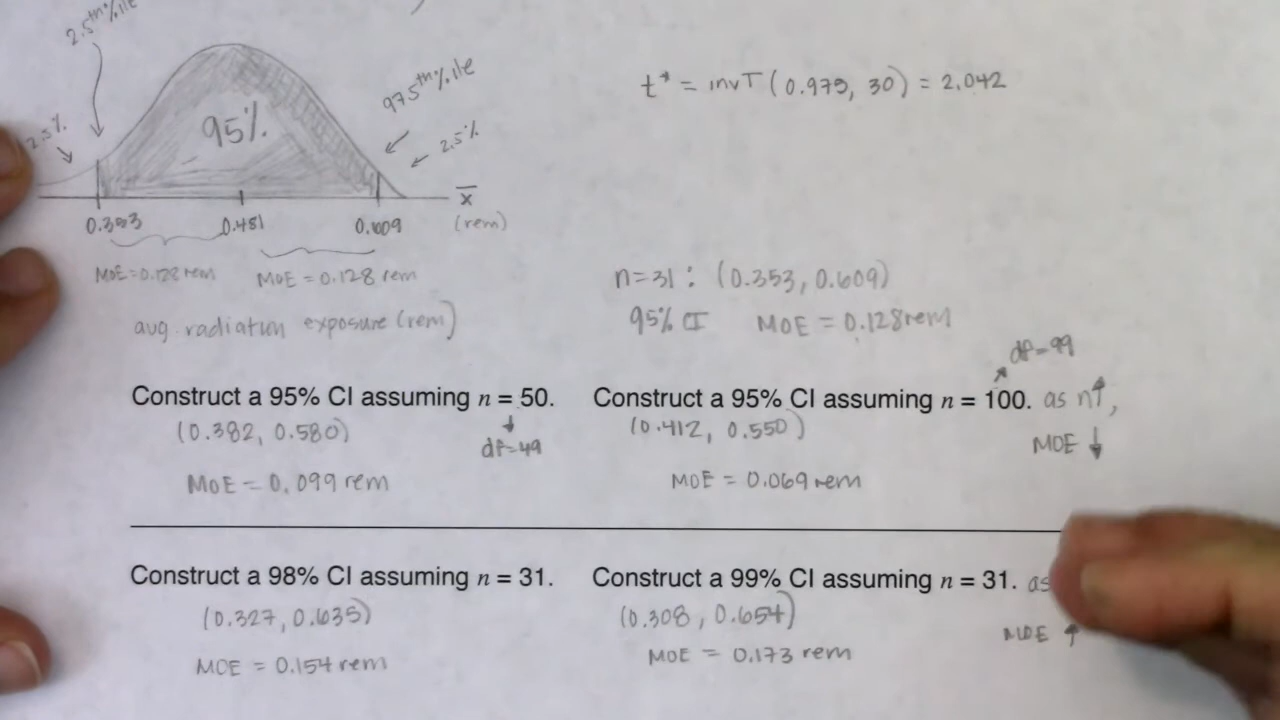 2.5th %ile
97.5th %ile
2.5%
95%
2.5%
x̄
(rem)
0.353 0.481 0.609
MOE=0.128 rem MOE = 0.128 rem
avg radiation exposure (rem)
t* = invT (0.975, 30) = 2.042
n=31 : (0.353, 0.609)
95% CI MOE = 0.128 rem
df=99
Construct a 95% CI assuming n = 50.
(0.382, 0.580)
df=49
MOE = 0.099 rem
Construct a 95% CI assuming n = 100. as n↑,
(0.412, 0.550)
MOE ↓
MOE = 0.069 rem
Construct a 98% CI assuming n = 31.
(0.327, 0.635)
MOE = 0.154 rem
Construct a 99% CI assuming n = 31. as
(0.308, 0.654)
MOE ↑
MOE = 0.173 rem